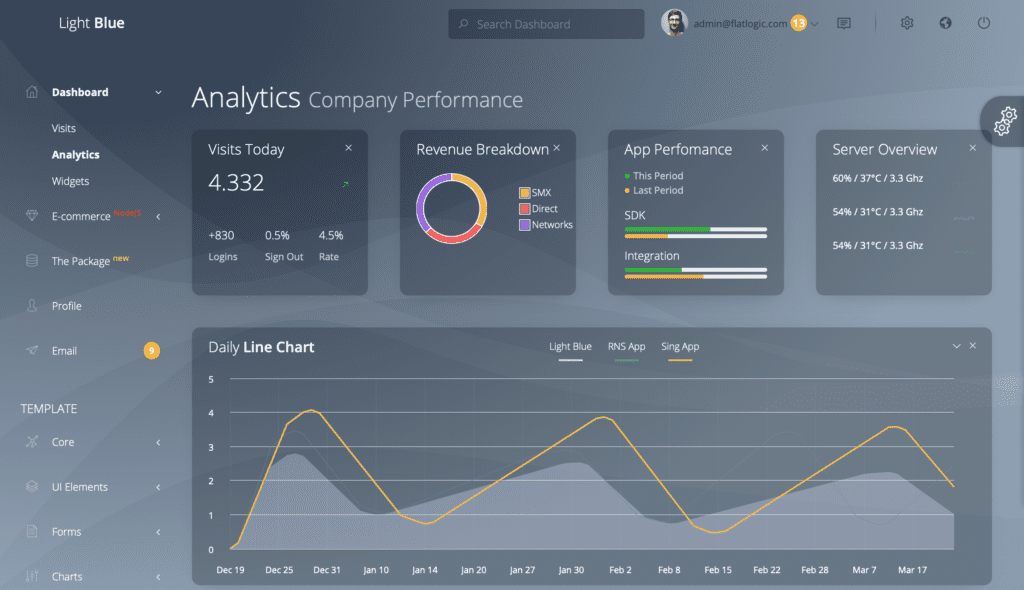 Light Blue
Search Dashboard
admin@flatlogic.com 13
Dashboard
Visits
Analytics
Widgets
E-commerce NodeJS
The Package new
Profile
Email 9
TEMPLATE
Core
UI Elements
Forms
Charts
Analytics Company Performance
Visits Today
4.332
+830 0.5% 4.5%
Logins Sign Out Rate
Revenue Breakdown
SMX
Direct
Networks
App Perfomance
This Period
Last Period
SDK
Integration
Server Overview
60% / 37°C / 3.3 Ghz
54% / 31°C / 3.3 Ghz
54% / 31°C / 3.3 Ghz
Daily Line Chart
Light Blue RNS App Sing App
5
4
3
2
1
0
Dec 19 Dec 25 Dec 31 Jan 10 Jan 14 Jan 20 Jan 27 Jan 30 Feb 2 Feb 8 Feb 15 Feb 22 Feb 28 Mar 7 Mar 17